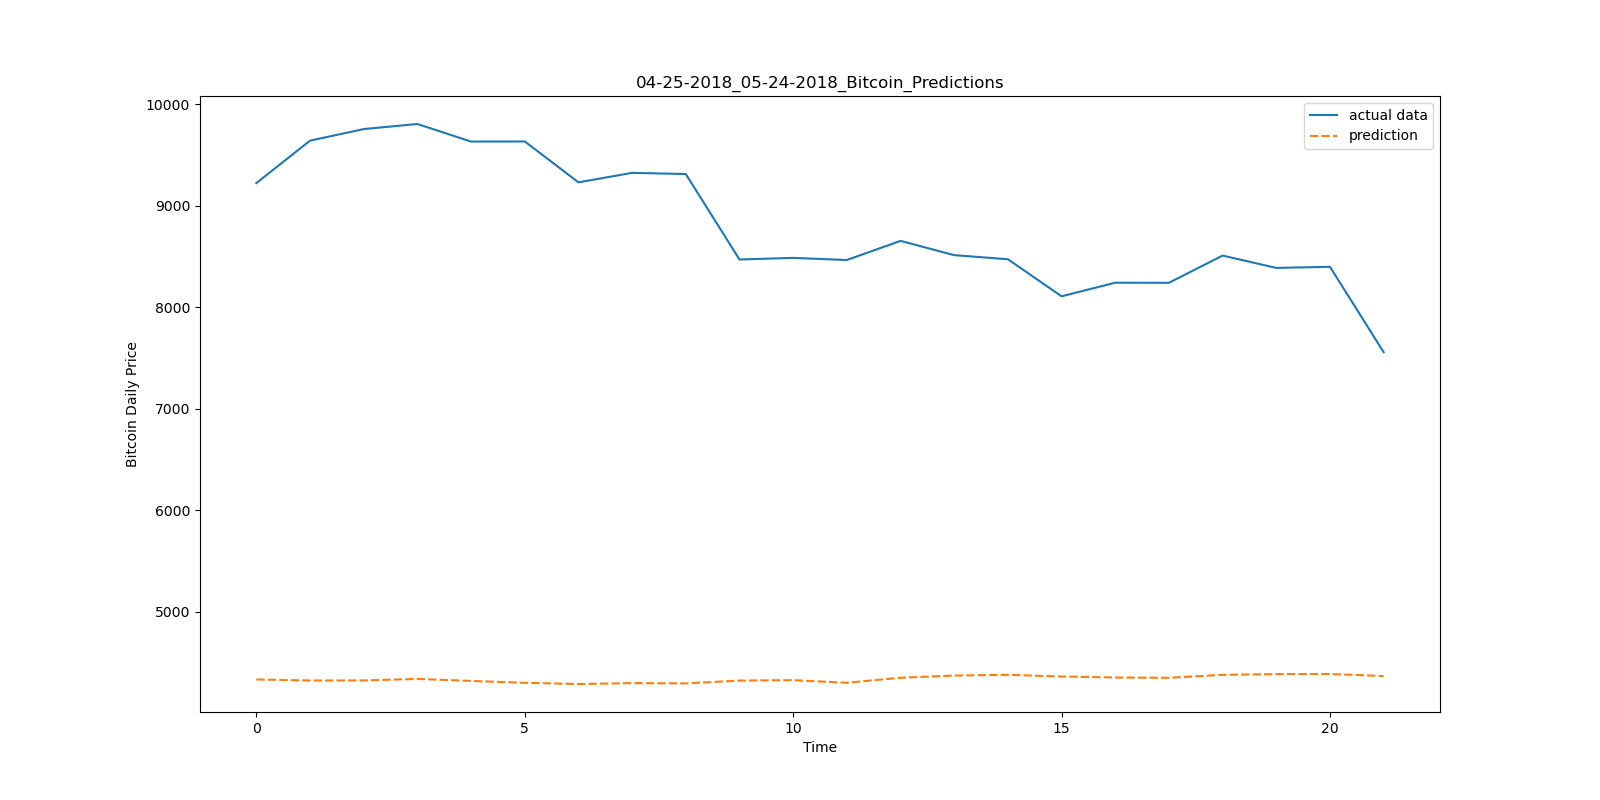 04-25-2018_05-24-2018_Bitcoin_Predictions
10000
9000
8000
7000
6000
5000
Bitcoin Daily Price
actual data
prediction
0 5 10 15 20
Time